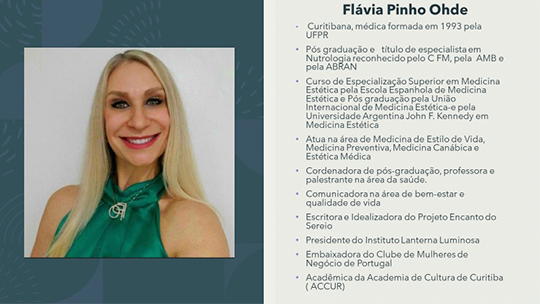 Flávia Pinho Ohde
- Curitibana, médica formada em 1993 pela
UFPR
• Pós graduação e título de especialista em
Nutrologia reconhecido pelo C FM, pela AMB e
pela ABRAN
• Curso de Especialização Superior em Medicina
Estética pela Escola Espanhola de Medicina
Estética e Pós graduação pela União
Internacional de Medicina Estética-e pela
Universidade Argentina John F. Kennedy em
Medicina Estética
• Atua na área de Medicina de Estilo de Vida,
Medicina Preventiva, Medicina Canábica e
Estética Médica
• Cordenadora de pós-graduação, professora e
palestrante na área da saúde.
• Comunicadora na área de bem-estar e
qualidade de vida
• Escritora e Idealizadora do Projeto Encanto do
Sereio
• Presidente do Instituto Lanterna Luminosa
• Embaixadora do Clube de Mulheres de
Negócio de Portugal
• Acadêmica da Academia de Cultura de Curitiba
( ACCUR)